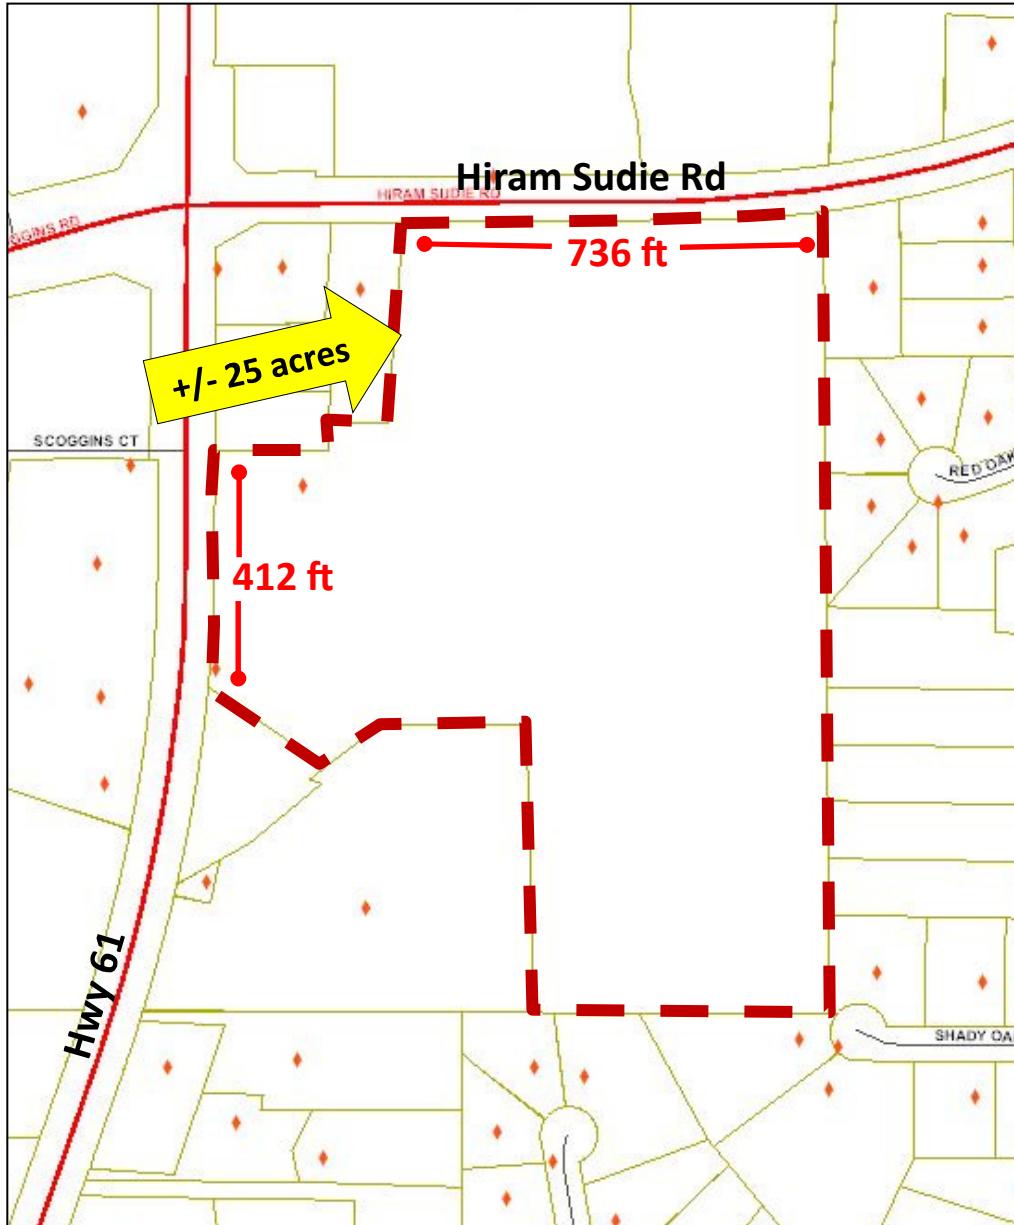 Hiram Sudie Rd
HIRAM SUDIE RD
GGINS RD
736 ft
+/- 25 acres
SCOGGINS CT
RED OAK
412 ft
Hwy 61
SHADY OA